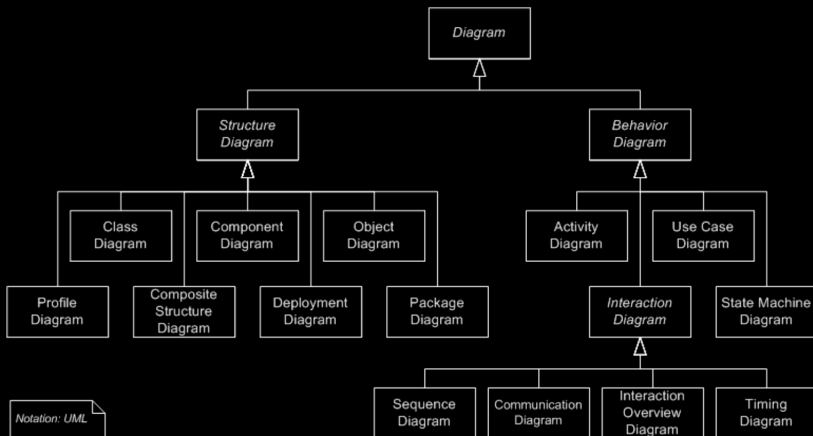 Diagram
Structure
Diagram
Behavior
Diagram
Class
Diagram
Component
Diagram
Object
Diagram
Activity
Diagram
Use Case
Diagram
Profile
Diagram
Composite
Structure
Diagram
Deployment
Diagram
Package
Diagram
Interaction
Diagram
State Machine
Diagram
Sequence
Diagram
Communication
Diagram
Interaction
Overview
Diagram
Timing
Diagram
Notation: UML